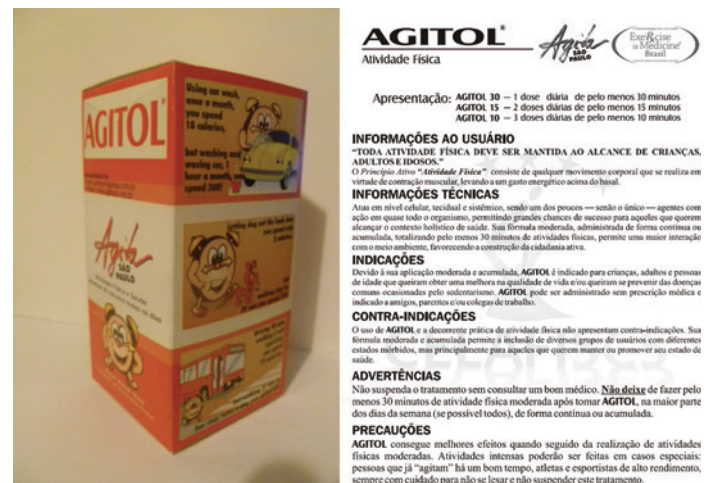 AGITOL
Using car wash,
once a month,
you spend
18 calories,
but washing and
waxing car, 1
hour a month, you
spend 300!
Letting dog out the back door
Agita
SÃO
PAULO
AGITOL®
Atividade Física
Agita
SÃO
PAULO
ExeRcise
is Medicine®
Brasil
Apresentação: AGITOL 30 – 1 dose diária de pelo menos 30 minutos
AGITOL 15 – 2 doses diárias de pelo menos 15 minutos
AGITOL 10 – 3 doses diárias de pelo menos 10 minutos
INFORMAÇÕES AO USUÁRIO
“TODA ATIVIDADE FÍSICA DEVE SER MANTIDA AO ALCANCE DE CRIANÇAS,
ADULTOS E IDOSOS.”
O Princípio Ativo “Atividade Física” consiste de qualquer movimento corporal que se realiza em
virtude de contração muscular, levando a um gasto energético acima do basal.
INFORMAÇÕES TÉCNICAS
Atua em nível celular, tecidual e sistêmico, sendo um dos poucos — senão o único — agentes com
ação em quase todo o organismo, permitindo grandes chances de sucesso para aqueles que querem
alcançar o contexto holístico de saúde. Sua fórmula moderada, administrada de forma contínua ou
acumulada, totalizando pelo menos 30 minutos de atividades físicas, permite uma maior interação
com o meio ambiente, favorecendo a construção da cidadania ativa.
INDICAÇÕES
Devido à sua aplicação moderada e acumulada, AGITOL é indicado para crianças, adultos e pessoas
de idade que queiram obter uma melhora na qualidade de vida e/ou queiram se prevenir das doenças
comuns ocasionadas pelo sedentarismo. AGITOL pode ser administrado sem prescrição médica e
indicado a amigos, parentes e/ou colegas de trabalho.
CONTRA-INDICAÇÕES
O uso de AGITOL e a decorrente prática de atividade física não apresentam contra-indicações. Sua
fórmula moderada e acumulada permite a inclusão de diversos grupos de usuários com diferentes
estados mórbidos, mas principalmente para aqueles que querem manter ou promover seu estado de
saúde.
ADVERTÊNCIAS
Não suspenda o tratamento sem consultar um bom médico. Não deixe de fazer pelo
menos 30 minutos de atividade física moderada após tomar AGITOL, na maior parte
dos dias da semana (se possível todos), de forma contínua ou acumulada.
PRECAUÇÕES
AGITOL consegue melhores efeitos quando seguido da realização de atividades
físicas moderadas. Atividades intensas poderão ser feitas em casos especiais:
pessoas que já “agitam” há um bom tempo, atletas e esportistas de alto rendimento,
sempre com cuidado para não se lesar e não suspender este tratamento.